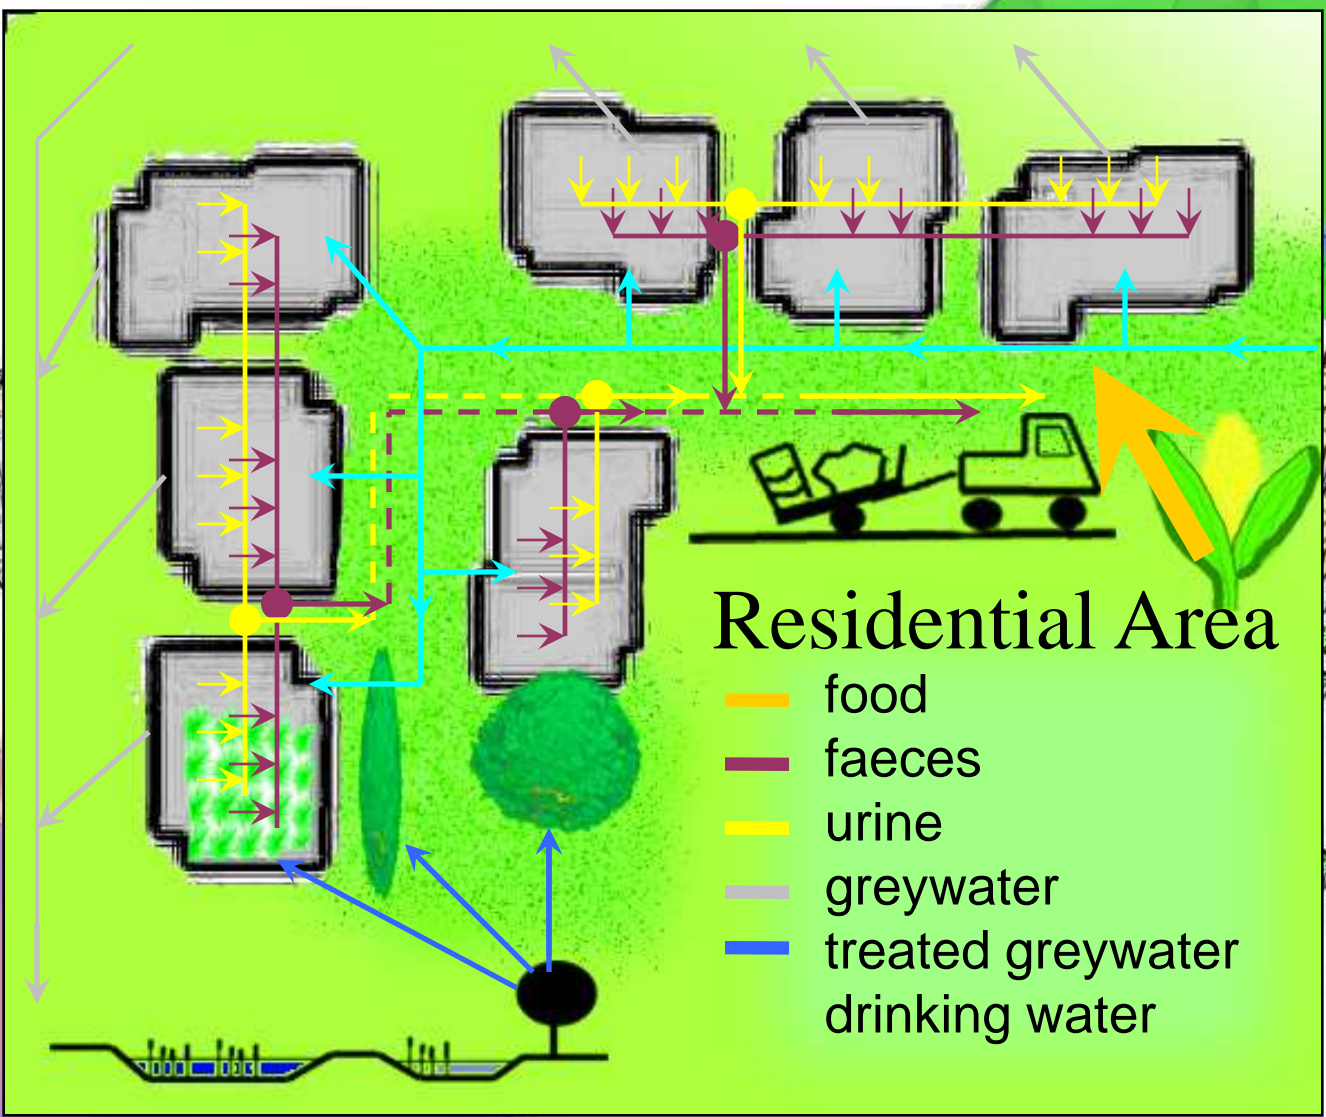 Residential Area
food
faeces
urine
greywater
treated greywater
drinking water